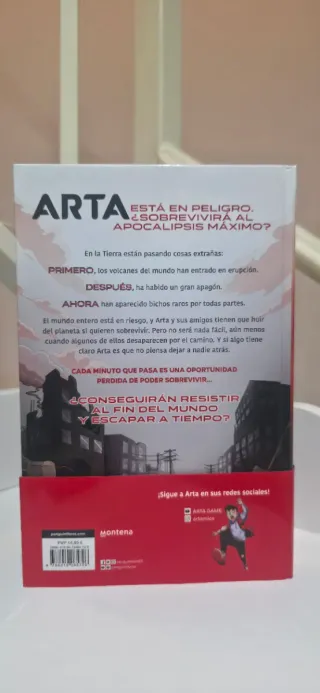 ARTA ESTÁ EN PELIGRO.
¿SOBREVIVIRÁ AL
APOCALIPSIS MÁXIMO?
En la Tierra están pasando cosas extrañas:
PRIMERO, los volcanes del mundo han entrado en erupción.
DESPUÉS, ha habido un gran apagón.
AHORA han aparecido bichos raros por todas partes.
El mundo entero está en riesgo, y Arta y sus amigos tienen que huir
del planeta si quieren sobrevivir. Pero no será nada fácil, aún menos
cuando algunos de ellos desaparecen por el camino. Y si algo tiene
claro Arta es que no piensa dejar a nadie atrás.
CADA MINUTO QUE PASA ES UNA OPORTUNIDAD
PERDIDA DE PODER SOBREVIVIR...
¿CONSEGUIRÁN RESISTIR
AL FIN DEL MUNDO
Y ESCAPAR A TIEMPO?
¡Sigue a Arta en sus redes sociales!
ARTA GAME
Montena